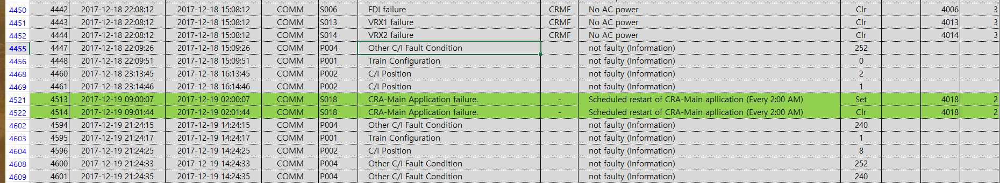 4450 4442 2017-12-18 22:08:12 2017-12-18 15:08:12 COMM S006 FDI failure CRMF No AC power Clr 4006 3
4451 4443 2017-12-18 22:08:12 2017-12-18 15:08:12 COMM S013 VRX1 failure CRMF No AC power Clr 4013 3
4452 4444 2017-12-18 22:08:12 2017-12-18 15:08:12 COMM S014 VRX2 failure CRMF No AC power Clr 4014 3
4455 4447 2017-12-18 22:09:26 2017-12-18 15:09:26 COMM P004 Other C/I Fault Condition not faulty (Information) 252
4456 4448 2017-12-18 22:09:51 2017-12-18 15:09:51 COMM P001 Train Configuration not faulty (Information) 0
4468 4460 2017-12-18 23:13:45 2017-12-18 16:13:45 COMM P002 C/I Position not faulty (Information) 2
4469 4461 2017-12-18 23:14:46 2017-12-18 16:14:46 COMM P002 C/I Position not faulty (Information) 1
4521 4513 2017-12-19 09:00:07 2017-12-19 02:00:07 COMM S018 CRA-Main Application failure. - Scheduled restart of CRA-Main apllication (Every 2:00 AM) Set 4018 2
4522 4514 2017-12-19 09:01:44 2017-12-19 02:01:44 COMM S018 CRA-Main Application failure. - Scheduled restart of CRA-Main apllication (Every 2:00 AM) Clr 4018 2
4602 4594 2017-12-19 21:24:15 2017-12-19 14:24:15 COMM P004 Other C/I Fault Condition not faulty (Information) 240
4603 4595 2017-12-19 21:24:17 2017-12-19 14:24:17 COMM P001 Train Configuration not faulty (Information) 1
4604 4596 2017-12-19 21:24:25 2017-12-19 14:24:25 COMM P002 C/I Position not faulty (Information) 8
4608 4600 2017-12-19 21:24:33 2017-12-19 14:24:33 COMM P004 Other C/I Fault Condition not faulty (Information) 252
4609 4601 2017-12-19 21:24:35 2017-12-19 14:24:35 COMM P004 Other C/I Fault Condition not faulty (Information) 240